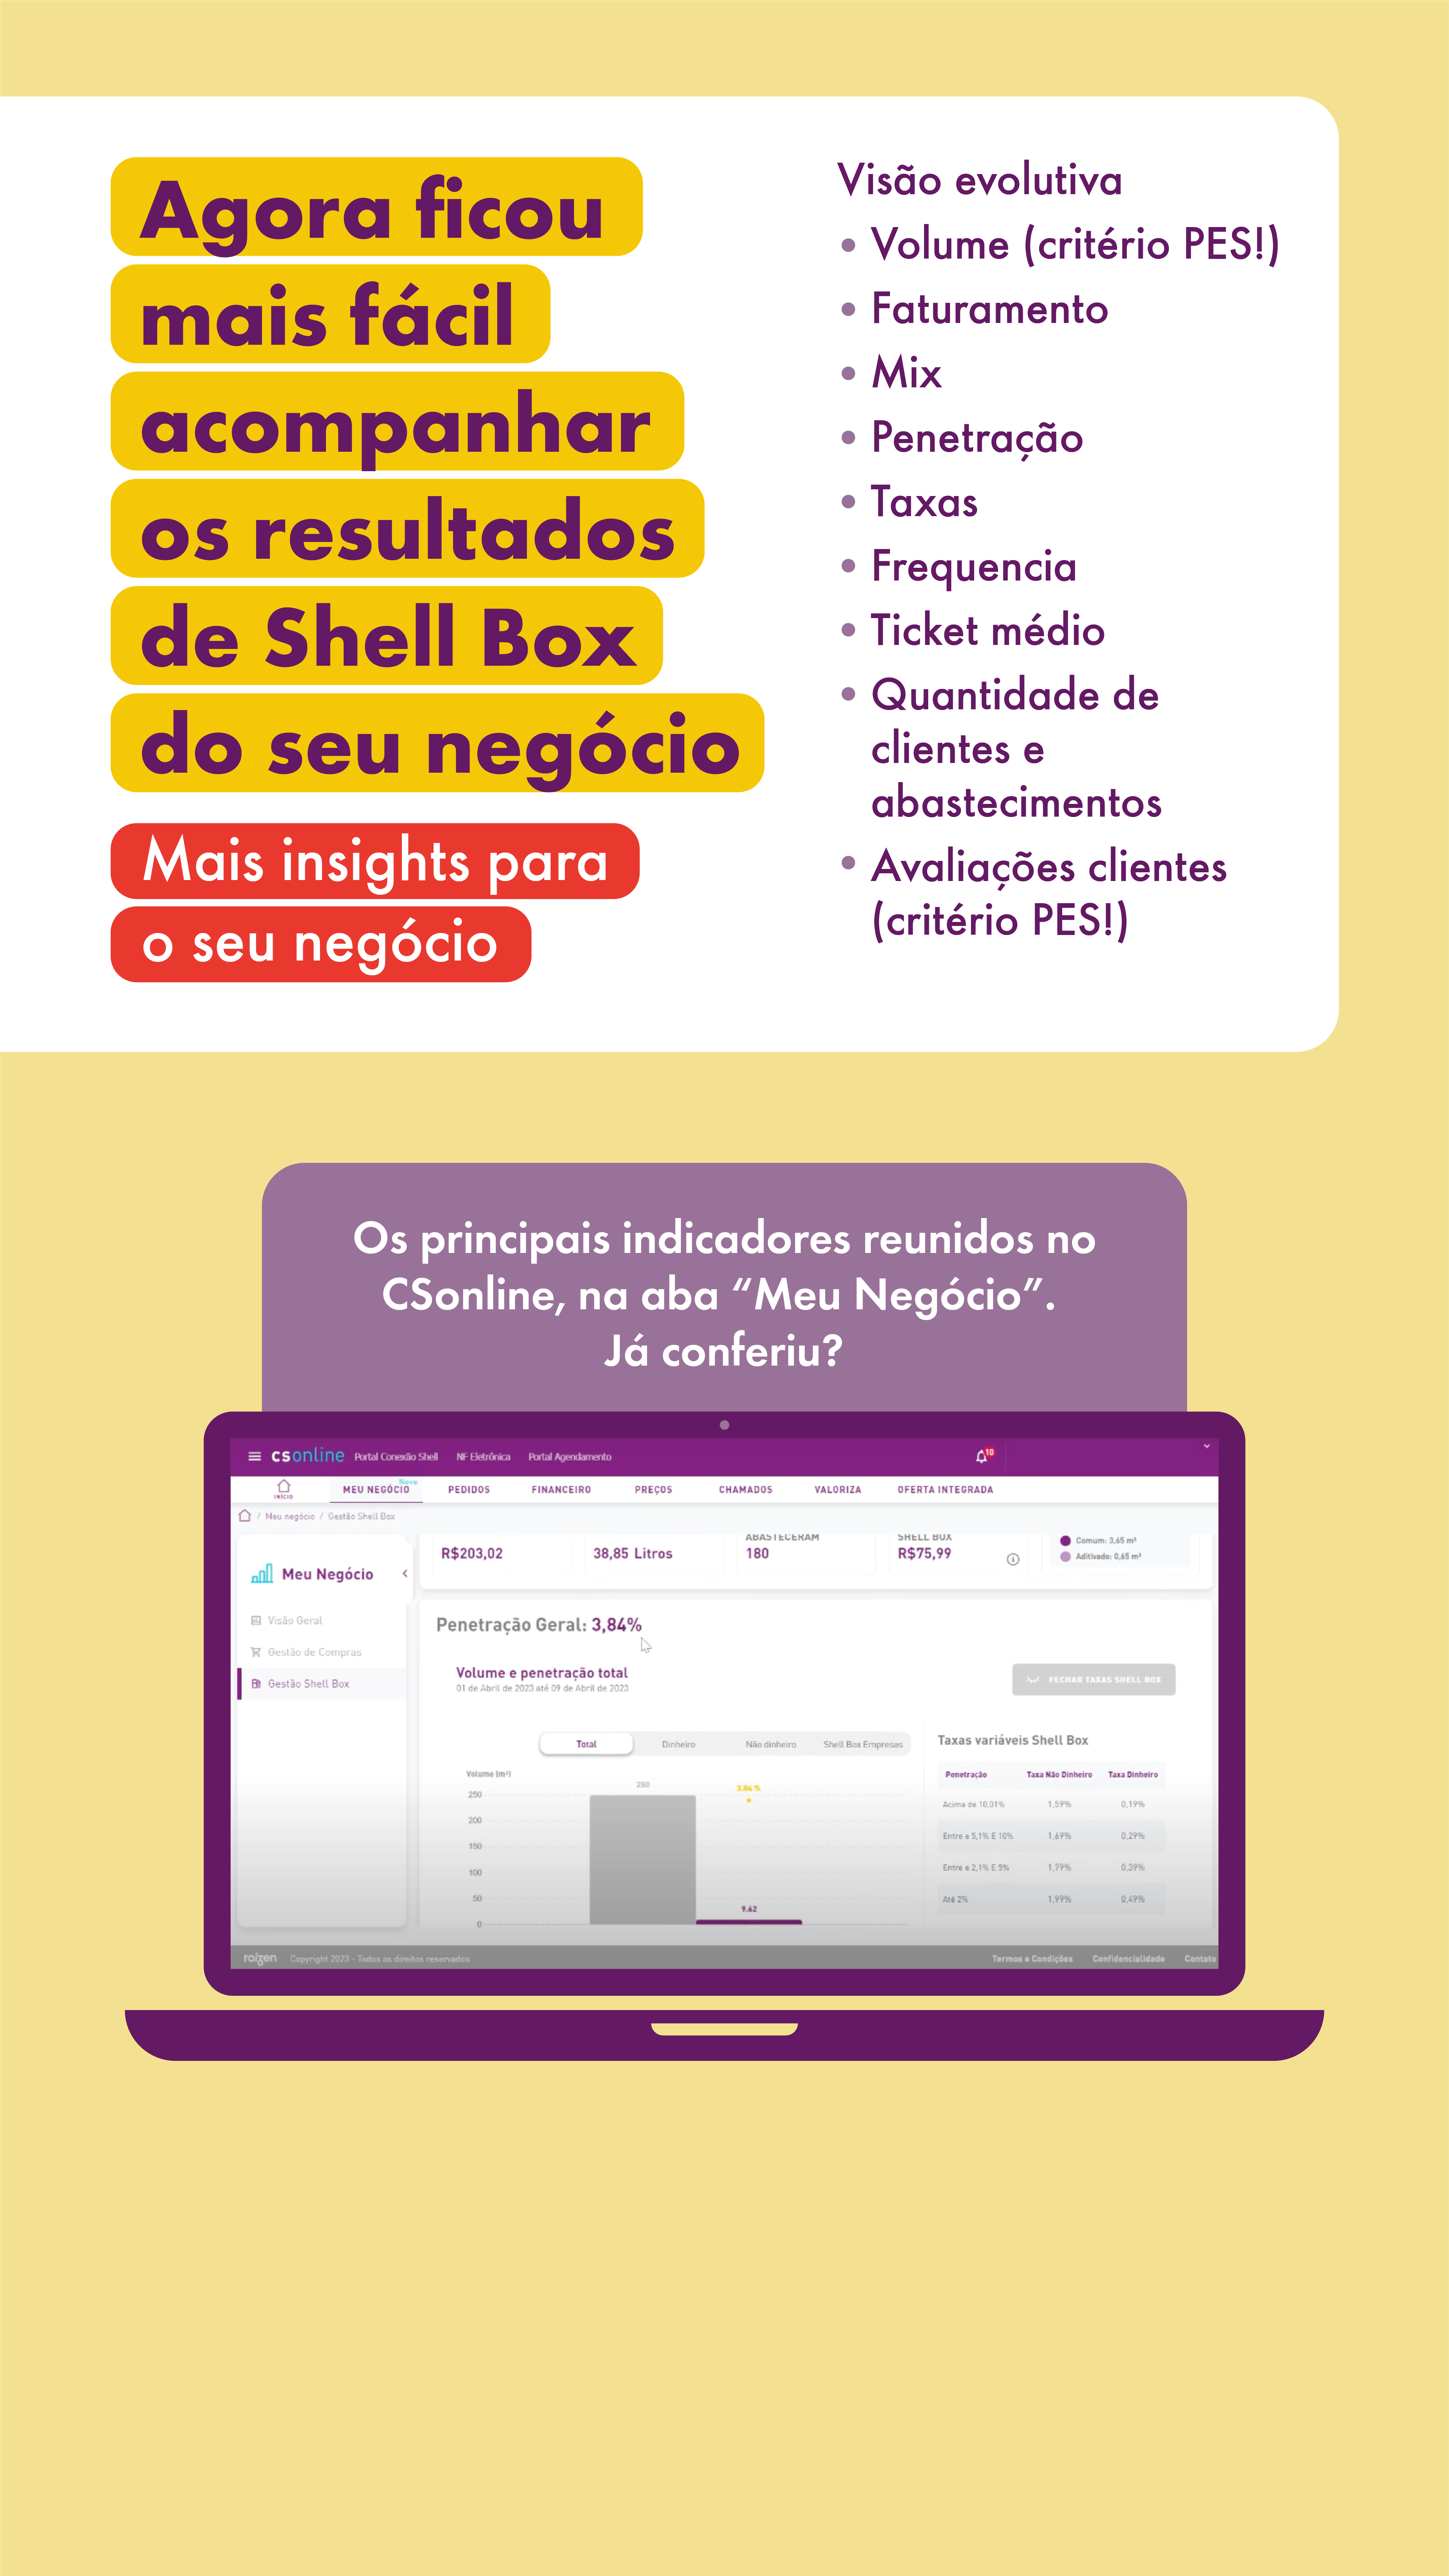 Agora ficou
mais fácil
acompanhar
os resultados
de Shell Box
do seu negócio
Mais insights para
o seu negócio
Visão evolutiva
• Volume (critério PES!)
• Faturamento
• Mix
• Penetração
• Taxas
• Frequencia
• Ticket médio
• Quantidade de
clientes e
abastecimentos
• Avaliações clientes
(critério PES!)
Os principais indicadores reunidos no
CSonline, na aba “Meu Negócio”.
Já conferiu?
csonline Portal Conexão Shell NF Eletrônica Portal Agendamento 10
Novo
INÍCIO MEU NEGÓCIO PEDIDOS FINANCEIRO PREÇOS CHAMADOS VALORIZA OFERTA INTEGRADA
/ Meu negócio / Gestão Shell Box
Meu Negócio
Visão Geral
Gestão de Compras
Gestão Shell Box
ABASTECERAM SHELL BOX
R$203,02 38,85 Litros 180 R$75,99
Comum: 3,65 m³
Aditivado: 0,65 m³
Penetração Geral: 3,84%
Volume e penetração total
01 de Abril de 2023 até 09 de Abril de 2023
FECHAR TAXAS SHELL BOX
Total Dinheiro Não dinheiro Shell Box Empresas
Volume (m³)
250
200
150
100
50
0
250
3.84 %
9.62
Taxas variáveis Shell Box
Penetração Taxa Não Dinheiro Taxa Dinheiro
Acima de 10,01% 1,59% 0,19%
Entre e 5,1% E 10% 1,69% 0,29%
Entre e 2,1% E 5% 1,79% 0,39%
Até 2% 1,99% 0,49%
raízen Copyright 2023 - Todos os direitos reservados
Termos e Condições Confidencialidade Contato